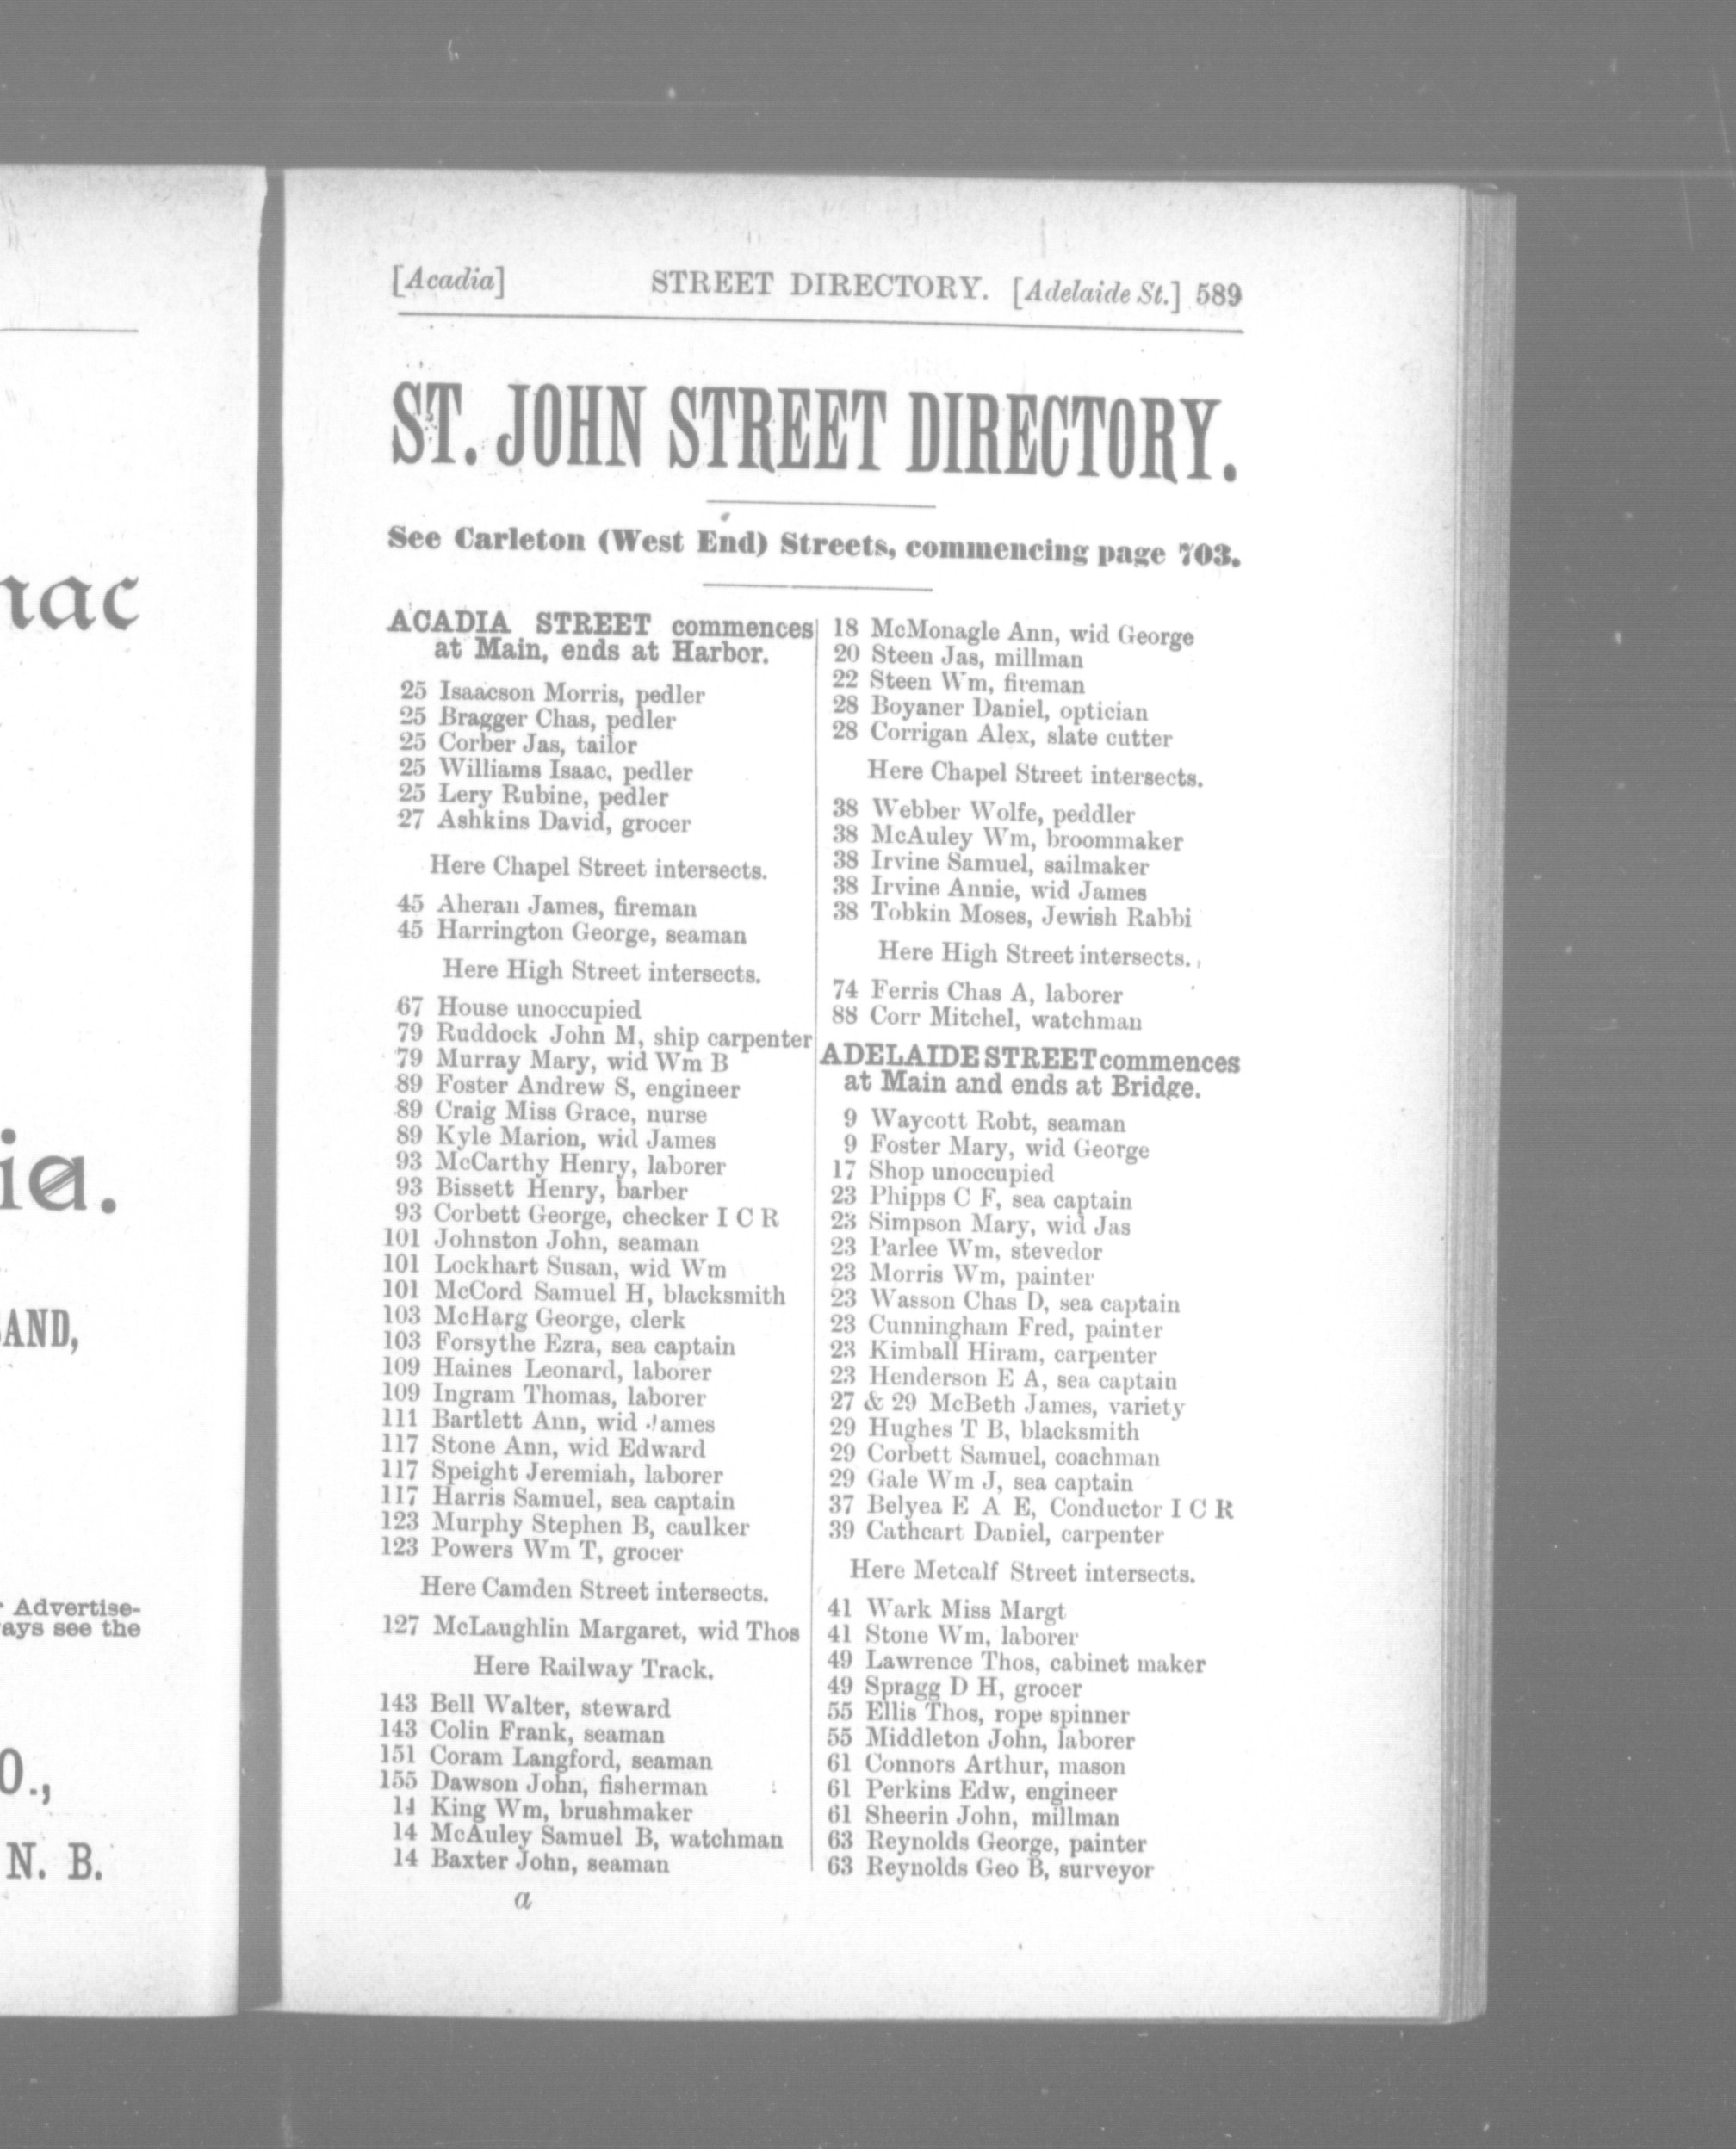 nac
ia.
AND,
Advertise-
ays see the
O.,
N. B.
[Acadia] STREET DIRECTORY. [Adelaide St.] 589
ST. JOHN STREET DIRECTORY.
See Carleton (West End) Streets, commencing page 703.
ACADIA STREET commences
at Main, ends at Harbor.
25 Isaacson Morris, pedler
25 Bragger Chas, pedler
25 Corber Jas, tailor
25 Williams Isaac, pedler
25 Lery Rubine, pedler
27 Ashkins David, grocer
Here Chapel Street intersects.
45 Aheran James, fireman
45 Harrington George, seaman
Here High Street intersects.
67 House unoccupied
79 Ruddock John M, ship carpenter
79 Murray Mary, wid Wm B
89 Foster Andrew S, engineer
89 Craig Miss Grace, nurse
89 Kyle Marion, wid James
93 McCarthy Henry, laborer
93 Bissett Henry, barber
93 Corbett George, checker I C R
101 Johnston John, seaman
101 Lockhart Susan, wid Wm
101 McCord Samuel H, blacksmith
103 McHarg George, clerk
103 Forsythe Ezra, sea captain
109 Haines Leonard, laborer
109 Ingram Thomas, laborer
111 Bartlett Ann, wid James
117 Stone Ann, wid Edward
117 Speight Jeremiah, laborer
117 Harris Samuel, sea captain
123 Murphy Stephen B, caulker
123 Powers Wm T, grocer
Here Camden Street intersects.
127 McLaughlin Margaret, wid Thos
Here Railway Track.
143 Bell Walter, steward
143 Colin Frank, seaman
151 Coram Langford, seaman
155 Dawson John, fisherman
14 King Wm, brushmaker
14 McAuley Samuel B, watchman
14 Baxter John, seaman
a
18 McMonagle Ann, wid George
20 Steen Jas, millman
22 Steen Wm, fireman
28 Boyaner Daniel, optician
28 Corrigan Alex, slate cutter
Here Chapel Street intersects.
38 Webber Wolfe, peddler
38 McAuley Wm, broommaker
38 Irvine Samuel, sailmaker
38 Irvine Annie, wid James
38 Tobkin Moses, Jewish Rabbi
Here High Street intersects.
74 Ferris Chas A, laborer
88 Corr Mitchel, watchman
ADELAIDE STREET commences
at Main and ends at Bridge.
9 Waycott Robt, seaman
9 Foster Mary, wid George
17 Shop unoccupied
23 Phipps C F, sea captain
23 Simpson Mary, wid Jas
23 Parlee Wm, stevedor
23 Morris Wm, painter
23 Wasson Chas D, sea captain
23 Cunningham Fred, painter
23 Kimball Hiram, carpenter
23 Henderson E A, sea captain
27 & 29 McBeth James, variety
29 Hughes T B, blacksmith
29 Corbett Samuel, coachman
29 Gale Wm J, sea captain
37 Belyea E A E, Conductor I C R
39 Cathcart Daniel, carpenter
Here Metcalf Street intersects.
41 Wark Miss Margt
41 Stone Wm, laborer
49 Lawrence Thos, cabinet maker
49 Spragg D H, grocer
55 Ellis Thos, rope spinner
55 Middleton John, laborer
61 Connors Arthur, mason
61 Perkins Edw, engineer
61 Sheerin John, millman
63 Reynolds George, painter
63 Reynolds Geo B, surveyor